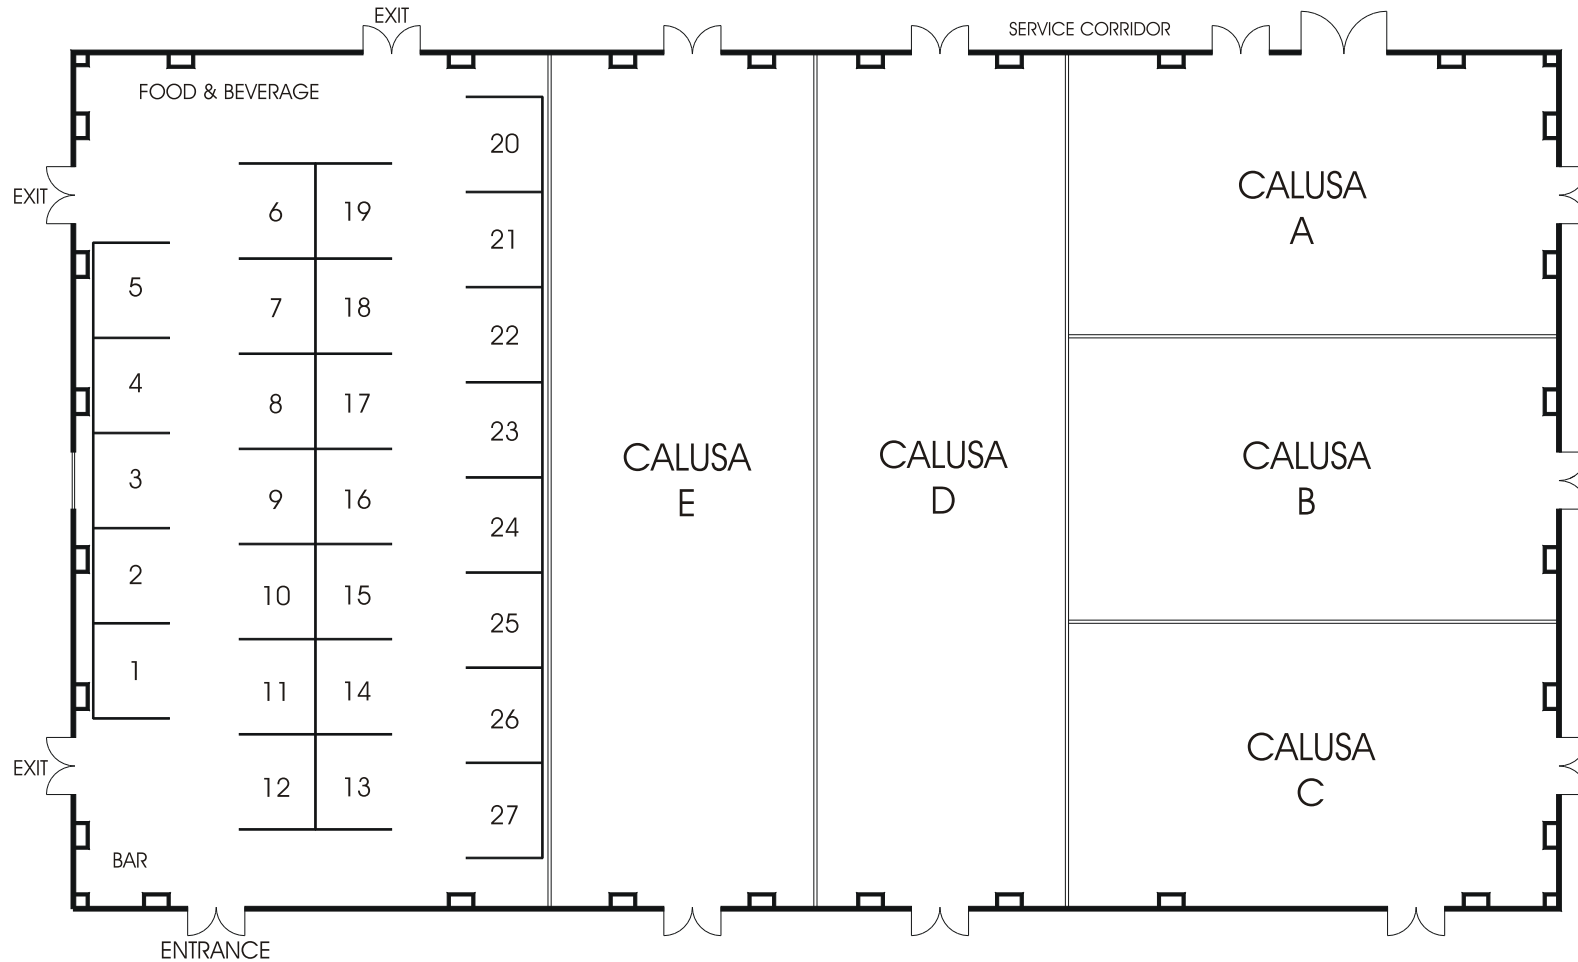 EXIT
SERVICE CORRIDOR
FOOD & BEVERAGE
EXIT
5
4
3
2
1
6 19
7 18
8 17
9 16
10 15
11 14
12 13
20
21
22
23
24
25
26
27
CALUSA
E
CALUSA
D
CALUSA
A
CALUSA
B
CALUSA
C
EXIT
BAR
ENTRANCE